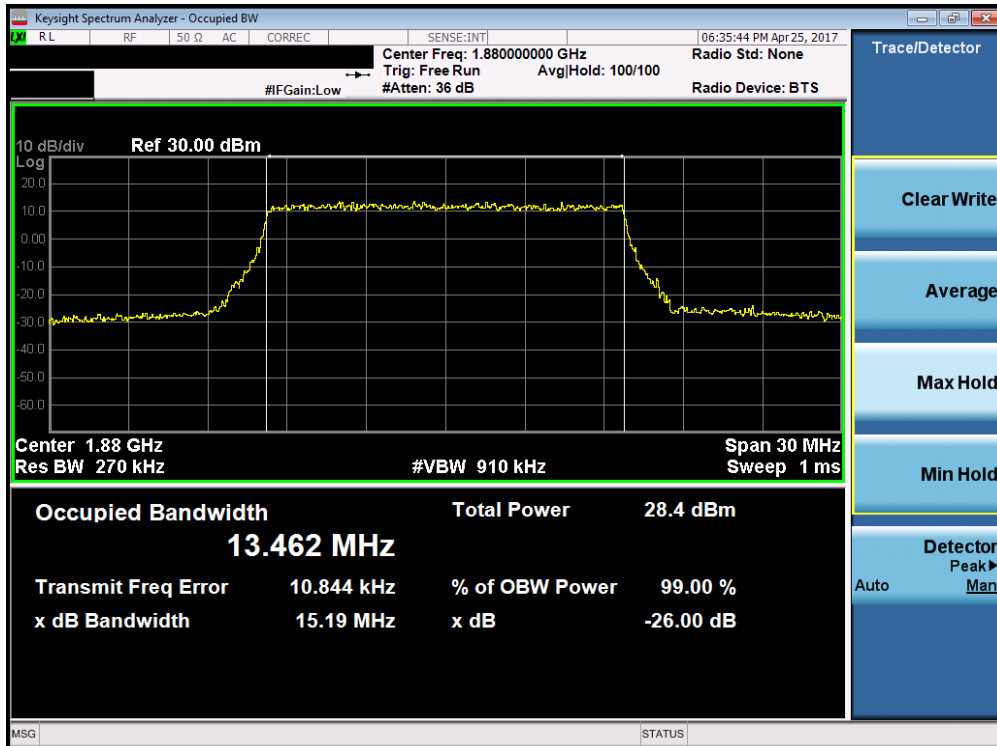 Keysight Spectrum Analyzer - Occupied BW
LXI RL RF 50 Ω AC CORREC SENSE:INT 06:35:44 PM Apr 25, 2017
Center Freq: 1.880000000 GHz Radio Std: None
Trig: Free Run Avg|Hold: 100/100
#IFGain:Low #Atten: 36 dB Radio Device: BTS
10 dB/div Ref 30.00 dBm
Log
20.0
10.0
0.00
-10.0
-20.0
-30.0
-40.0
-50.0
-60.0
Center 1.88 GHz Span 30 MHz
Res BW 270 kHz #VBW 910 kHz Sweep 1 ms
Occupied Bandwidth Total Power 28.4 dBm
13.462 MHz
Transmit Freq Error 10.844 kHz % of OBW Power 99.00 %
x dB Bandwidth 15.19 MHz x dB -26.00 dB
MSG STATUS
Trace/Detector
Clear Write
Average
Max Hold
Min Hold
Detector
Peak▶
Auto Man